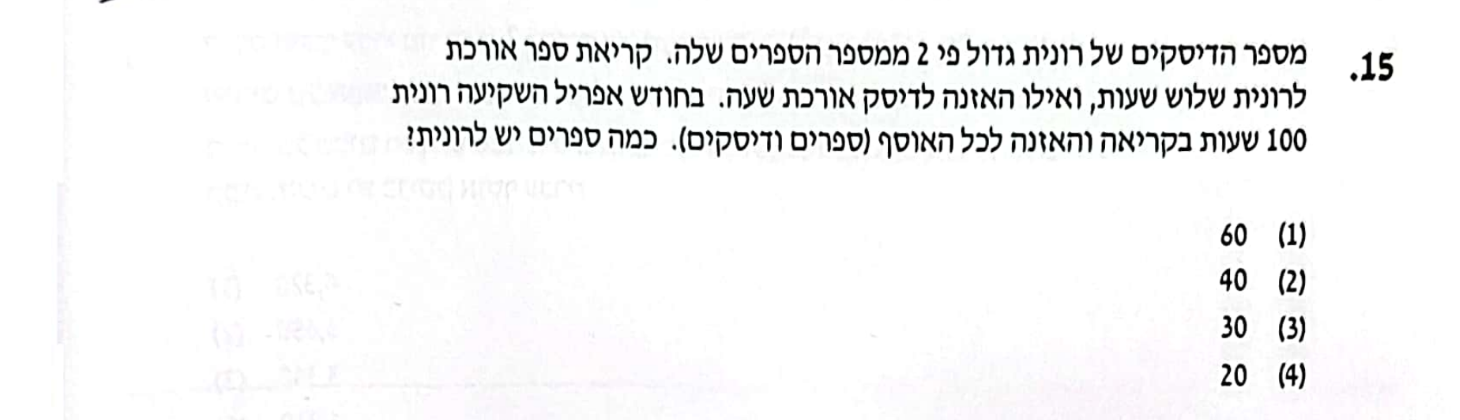 15. מספר הדיסקים של רונית גדול פי 2 ממספר הספרים שלה. קריאת ספר אורכת
לרונית שלוש שעות, ואילו האזנה לדיסק אורכת שעה. בחודש אפריל השקיעה רונית
100 שעות בקריאה והאזנה לכל האוסף (ספרים ודיסקים). כמה ספרים יש לרונית?
(1) 60
(2) 40
(3) 30
(4) 20